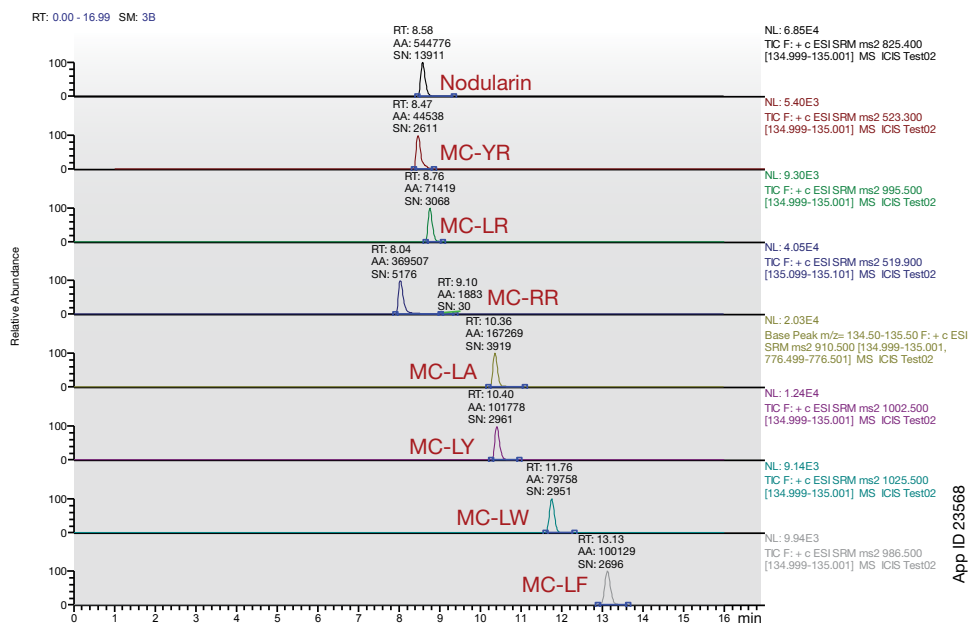 RT: 0.00 - 16.99 SM: 3B
RT: 8.58
AA: 544776
SN: 13911
100
0
Nodularin
NL: 6.85E4
TIC F: + c ESI SRM ms2 825.400
[134.999-135.001] MS ICIS Test02
RT: 8.47
AA: 44538
SN: 2611
100
0
MC-YR
NL: 5.40E3
TIC F: + c ESI SRM ms2 523.300
[134.999-135.001] MS ICIS Test02
RT: 8.76
AA: 71419
SN: 3068
100
0
MC-LR
NL: 9.30E3
TIC F: + c ESI SRM ms2 995.500
[134.999-135.001] MS ICIS Test02
RT: 8.04
AA: 369507
SN: 5176
100
0
RT: 9.10
AA: 1883
SN: 30
MC-RR
NL: 4.05E4
TIC F: + c ESI SRM ms2 519.900
[135.099-135.101] MS ICIS Test02
RT: 10.36
AA: 167269
SN: 3919
100
0
MC-LA
NL: 2.03E4
Base Peak m/z= 134.50-135.50 F: + c ESI
SRM ms2 910.500 [134.999-135.001,
776.499-776.501] MS ICIS Test02
RT: 10.40
AA: 101778
SN: 2961
100
0
MC-LY
NL: 1.24E4
TIC F: + c ESI SRM ms2 1002.500
[134.999-135.001] MS ICIS Test02
RT: 11.76
AA: 79758
SN: 2951
100
0
MC-LW
NL: 9.14E3
TIC F: + c ESI SRM ms2 1025.500
[134.999-135.001] MS ICIS Test02
RT: 13.13
AA: 100129
SN: 2696
100
0
MC-LF
NL: 9.94E3
TIC F: + c ESI SRM ms2 986.500
[134.999-135.001] MS ICIS Test02
0 1 2 3 4 5 6 7 8 9 10 11 12 13 14 15 16 min
Relative Abundance
App ID 23568